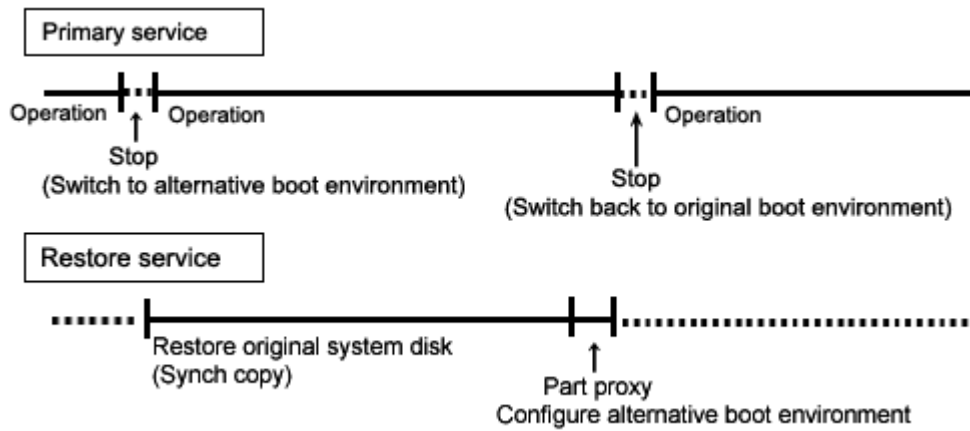 Primary service
Operation
Operation
Operation
Stop
(Switch to alternative boot environment)
Stop
(Switch back to original boot environment)
Restore service
Restore original system disk
(Synch copy)
Part proxy
Configure alternative boot environment